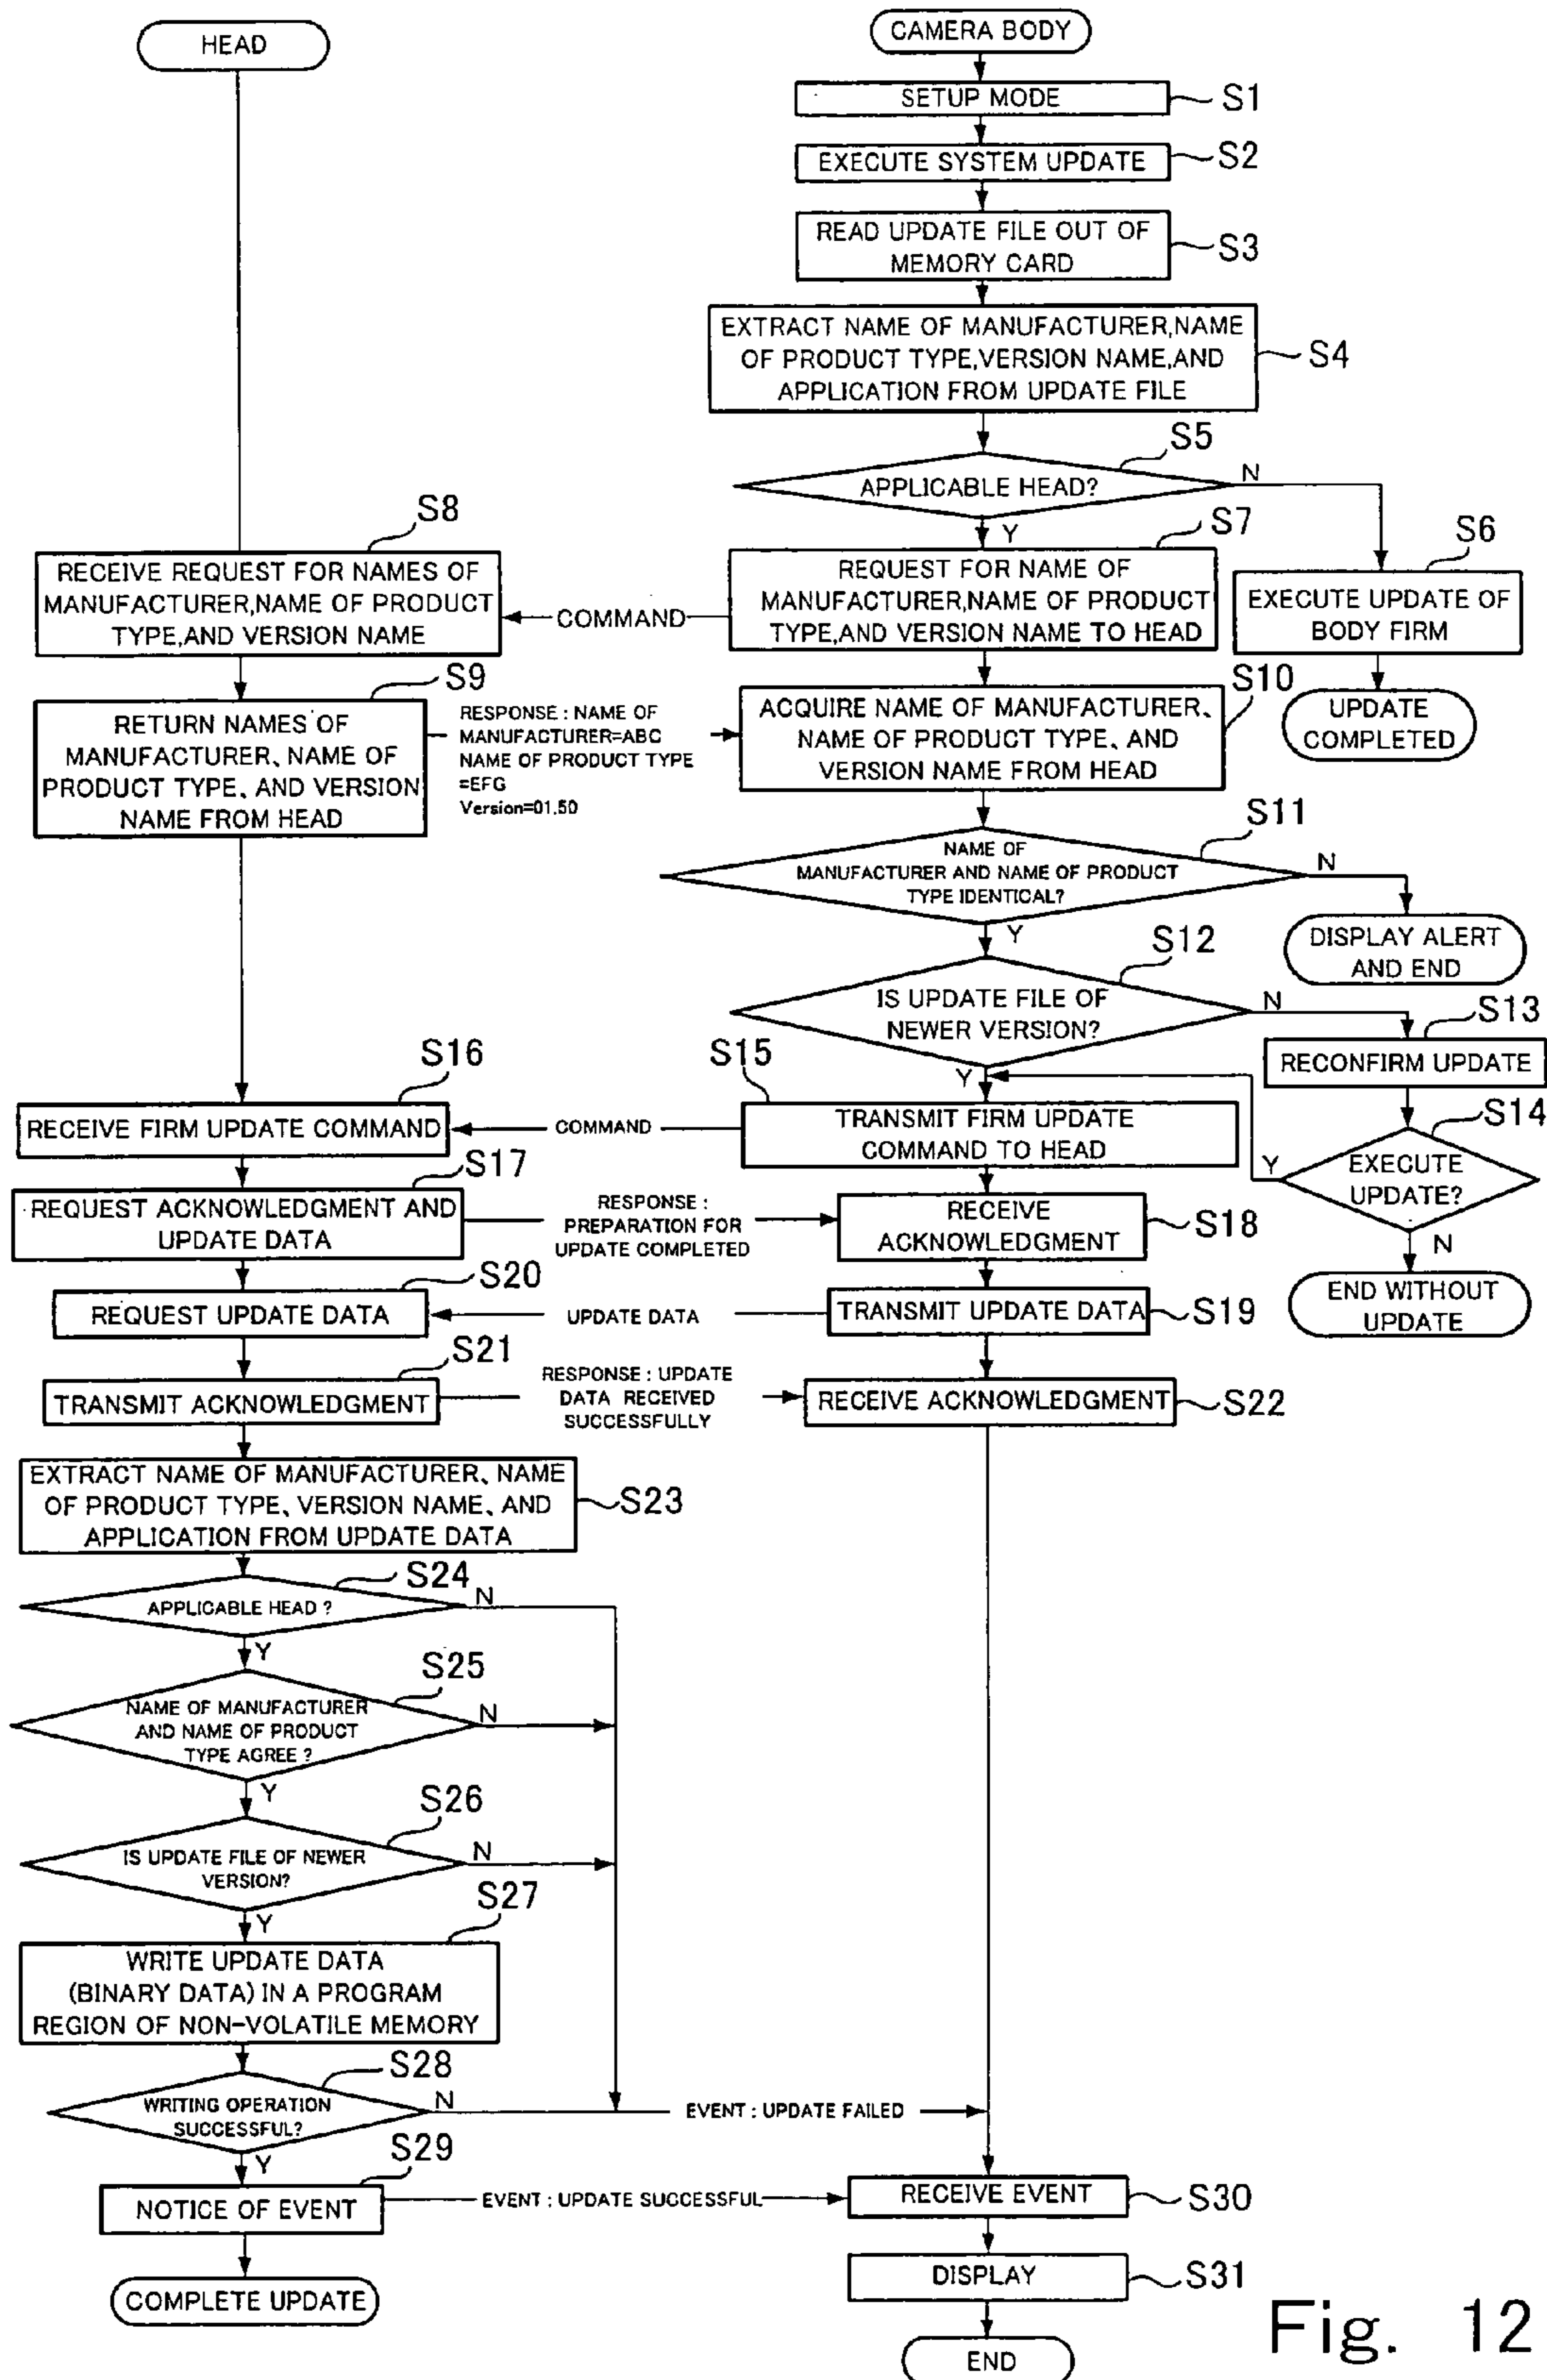 HEAD
CAMERA BODY
SETUP MODE
S1
EXECUTE SYSTEM UPDATE
S2
READ UPDATE FILE OUT OF
MEMORY CARD
S3
EXTRACT NAME OF MANUFACTURER,NAME
OF PRODUCT TYPE,VERSION NAME,AND
APPLICATION FROM UPDATE FILE
S4
S5
APPLICABLE HEAD?
N
Y
S6
EXECUTE UPDATE OF
BODY FIRM
UPDATE
COMPLETED
S7
REQUEST FOR NAME OF
MANUFACTURER,NAME OF PRODUCT
TYPE,AND VERSION NAME TO HEAD
COMMAND
S8
RECEIVE REQUEST FOR NAMES OF
MANUFACTURER,NAME OF PRODUCT
TYPE,AND VERSION NAME
S9
RETURN NAMES OF
MANUFACTURER、NAME OF
PRODUCT TYPE、AND VERSION
NAME FROM HEAD
RESPONSE : NAME OF
MANUFACTURER=ABC
NAME OF PRODUCT TYPE
=EFG
Version=01.50
S10
ACQUIRE NAME OF MANUFACTURER、
NAME OF PRODUCT TYPE、AND
VERSION NAME FROM HEAD
S11
NAME OF
MANUFACTURER AND NAME OF PRODUCT
TYPE IDENTICAL?
N
Y
DISPLAY ALERT
AND END
S12
IS UPDATE FILE OF
NEWER VERSION?
N
Y
S13
RECONFIRM UPDATE
S14
EXECUTE
UPDATE?
Y
N
END WITHOUT
UPDATE
S15
TRANSMIT FIRM UPDATE
COMMAND TO HEAD
COMMAND
S16
RECEIVE FIRM UPDATE COMMAND
S17
REQUEST ACKNOWLEDGMENT AND
UPDATE DATA
RESPONSE :
PREPARATION FOR
UPDATE COMPLETED
RECEIVE
ACKNOWLEDGMENT
S18
S20
REQUEST UPDATE DATA
UPDATE DATA
TRANSMIT UPDATE DATA
S19
S21
TRANSMIT ACKNOWLEDGMENT
RESPONSE : UPDATE
DATA RECEIVED
SUCCESSFULLY
RECEIVE ACKNOWLEDGMENT
S22
EXTRACT NAME OF MANUFACTURER、NAME
OF PRODUCT TYPE、VERSION NAME、AND
APPLICATION FROM UPDATE DATA
S23
S24
APPLICABLE HEAD ?
N
Y
S25
NAME OF MANUFACTURER
AND NAME OF PRODUCT
TYPE AGREE ?
N
Y
S26
IS UPDATE FILE OF NEWER
VERSION?
N
Y
S27
WRITE UPDATE DATA
(BINARY DATA) IN A PROGRAM
REGION OF NON-VOLATILE MEMORY
S28
WRITING OPERATION
SUCCESSFUL?
N
EVENT : UPDATE FAILED
Y
S29
NOTICE OF EVENT
EVENT : UPDATE SUCCESSFUL
RECEIVE EVENT
S30
COMPLETE UPDATE
DISPLAY
S31
END
Fig. 12